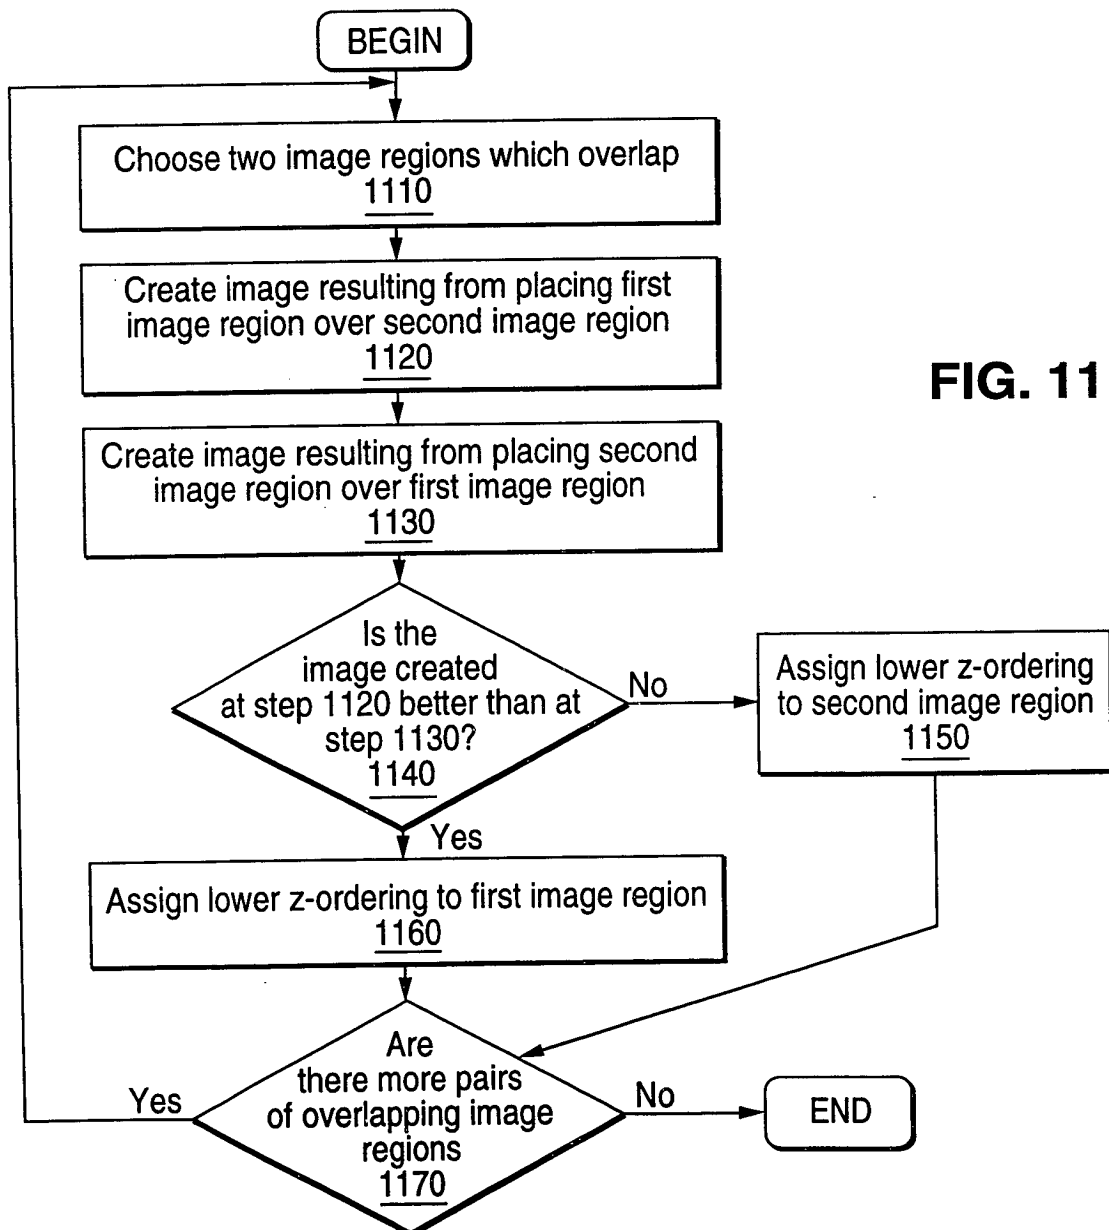 BEGIN
Choose two image regions which overlap
1110
Create image resulting from placing first
image region over second image region
1120
FIG. 11
Create image resulting from placing second
image region over first image region
1130
Is the
image created
at step 1120 better than at
step 1130?
1140
No
Assign lower z-ordering
to second image region
1150
Yes
Assign lower z-ordering to first image region
1160
Are
there more pairs
of overlapping image
regions
1170
Yes
No
END